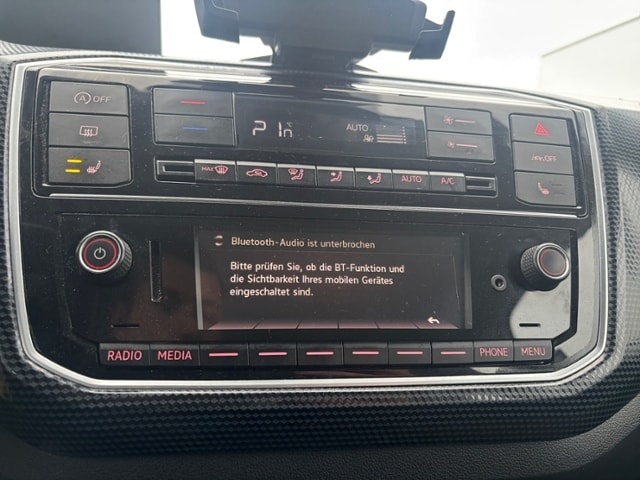 OFF
°C
AUTO
OFF
MAX
AUTO
A/C
Bluetooth-Audio ist unterbrochen
Bitte prüfen Sie, ob die BT-Funktion und
die Sichtbarkeit Ihres mobilen Gerätes
eingeschaltet sind.
RADIO
MEDIA
PHONE
MENU